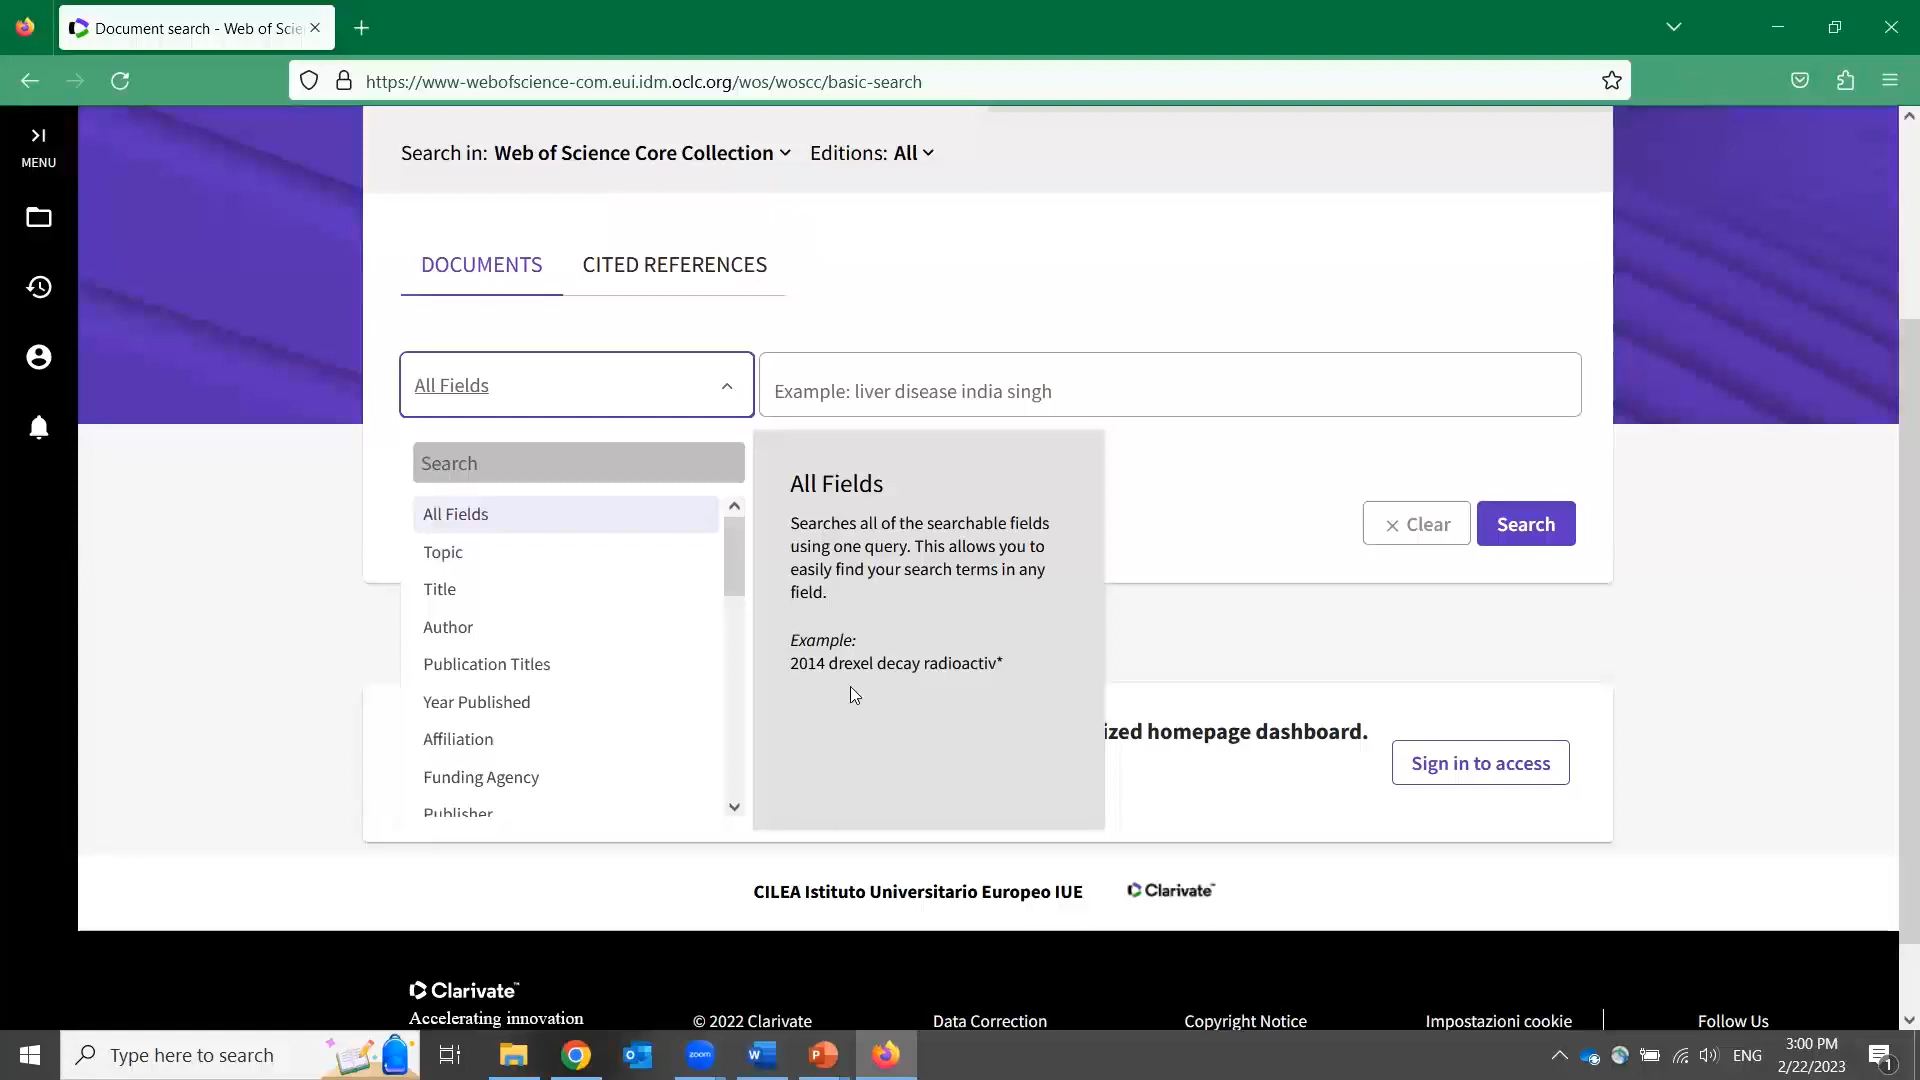 Document search - Web of Scie
https://www-webofscience-com.eui.idm.oclc.org/wos/woscc/basic-search
MENU
Search in: Web of Science Core Collection Editions: All
DOCUMENTS CITED REFERENCES
All Fields
Example: liver disease india singh
Search
All Fields
Topic
Title
Author
Publication Titles
Year Published
Affiliation
Funding Agency
Publisher
All Fields
Searches all of the searchable fields
using one query. This allows you to
easily find your search terms in any
field.
Example:
2014 drexel decay radioactiv*
× Clear
Search
ized homepage dashboard.
Sign in to access
CILEA Istituto Universitario Europeo IUE
Clarivate™
Clarivate™
Accelerating innovation
© 2022 Clarivate
Data Correction
Copyright Notice
Impostazioni cookie
Follow Us
Type here to search
zoom
ENG
3:00 PM
2/22/2023
1